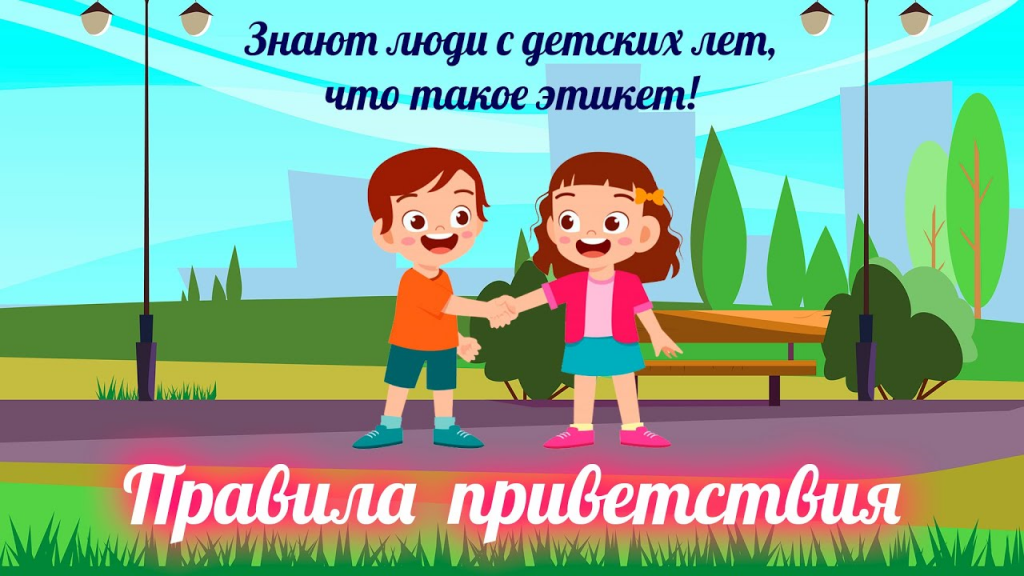 Знают люди с детских лет,
что такое этикет!
Правила приветствия